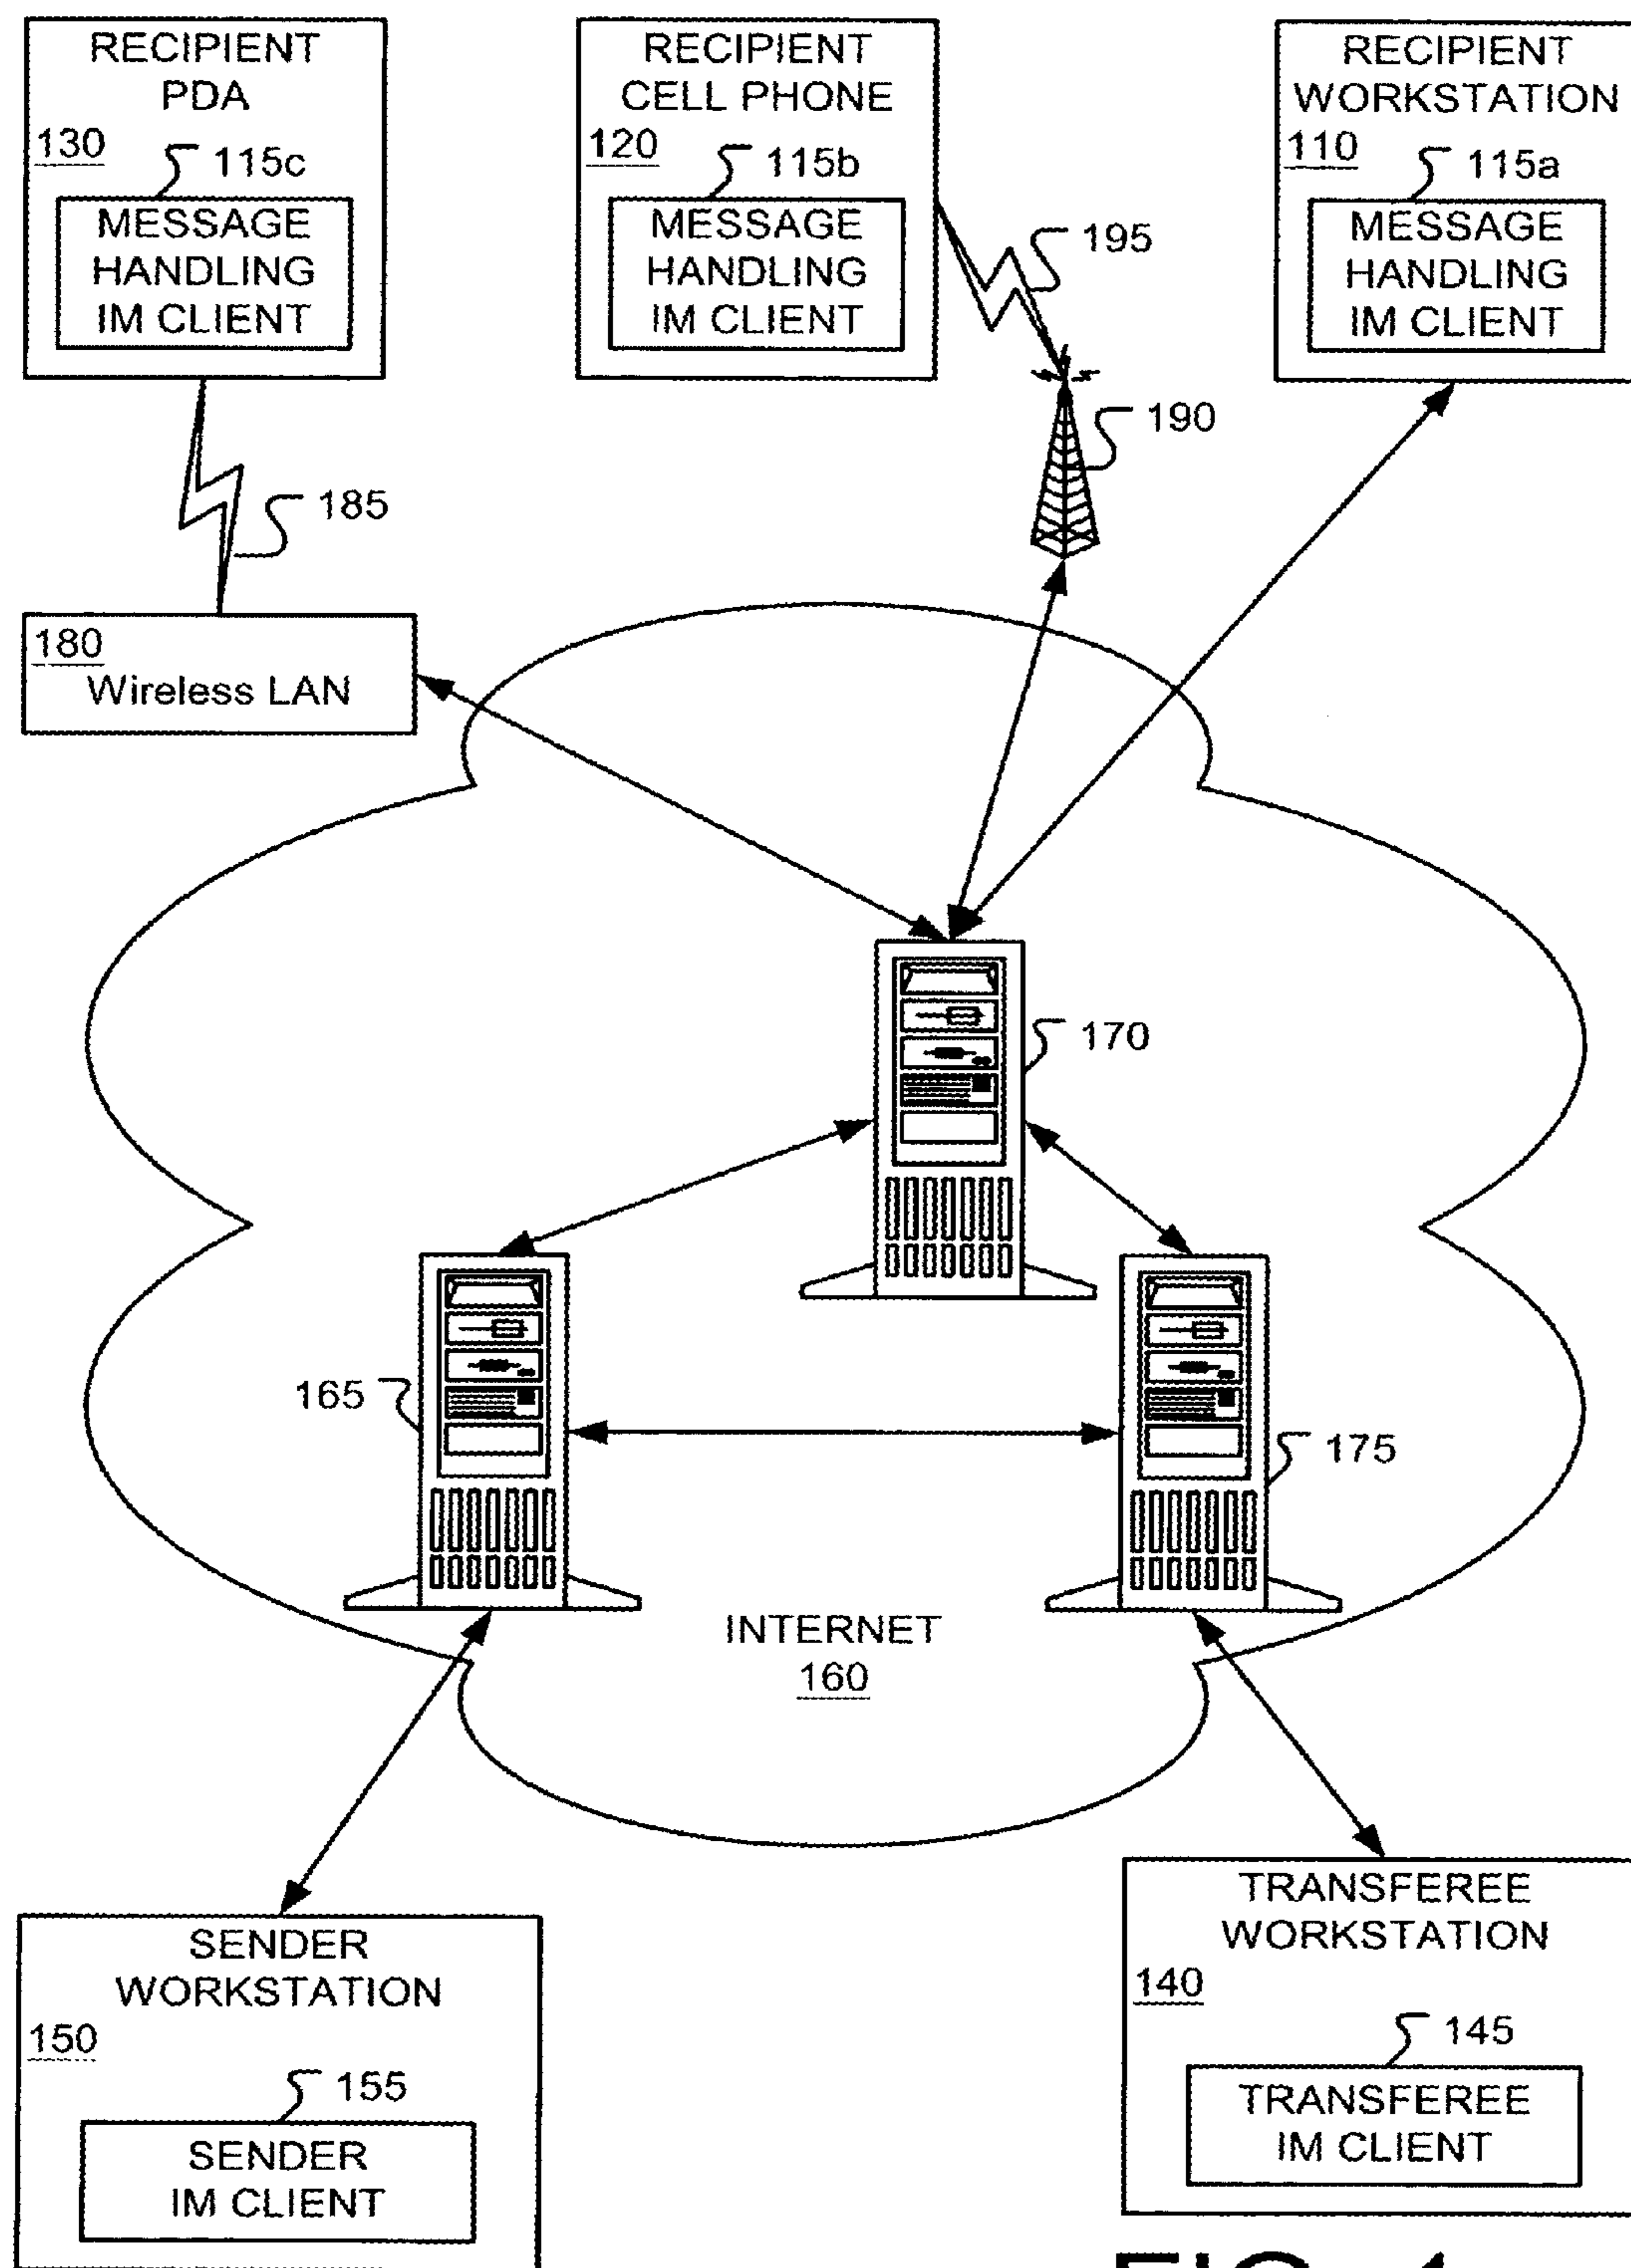 RECIPIENT
PDA
130
115c
MESSAGE
HANDLING
IM CLIENT
RECIPIENT
CELL PHONE
120
115b
MESSAGE
HANDLING
IM CLIENT
RECIPIENT
WORKSTATION
110
115a
MESSAGE
HANDLING
IM CLIENT
195
190
185
180
Wireless LAN
170
165
175
INTERNET
160
SENDER
WORKSTATION
150
155
SENDER
IM CLIENT
TRANSFEREE
WORKSTATION
140
145
TRANSFEREE
IM CLIENT
FIG. 1